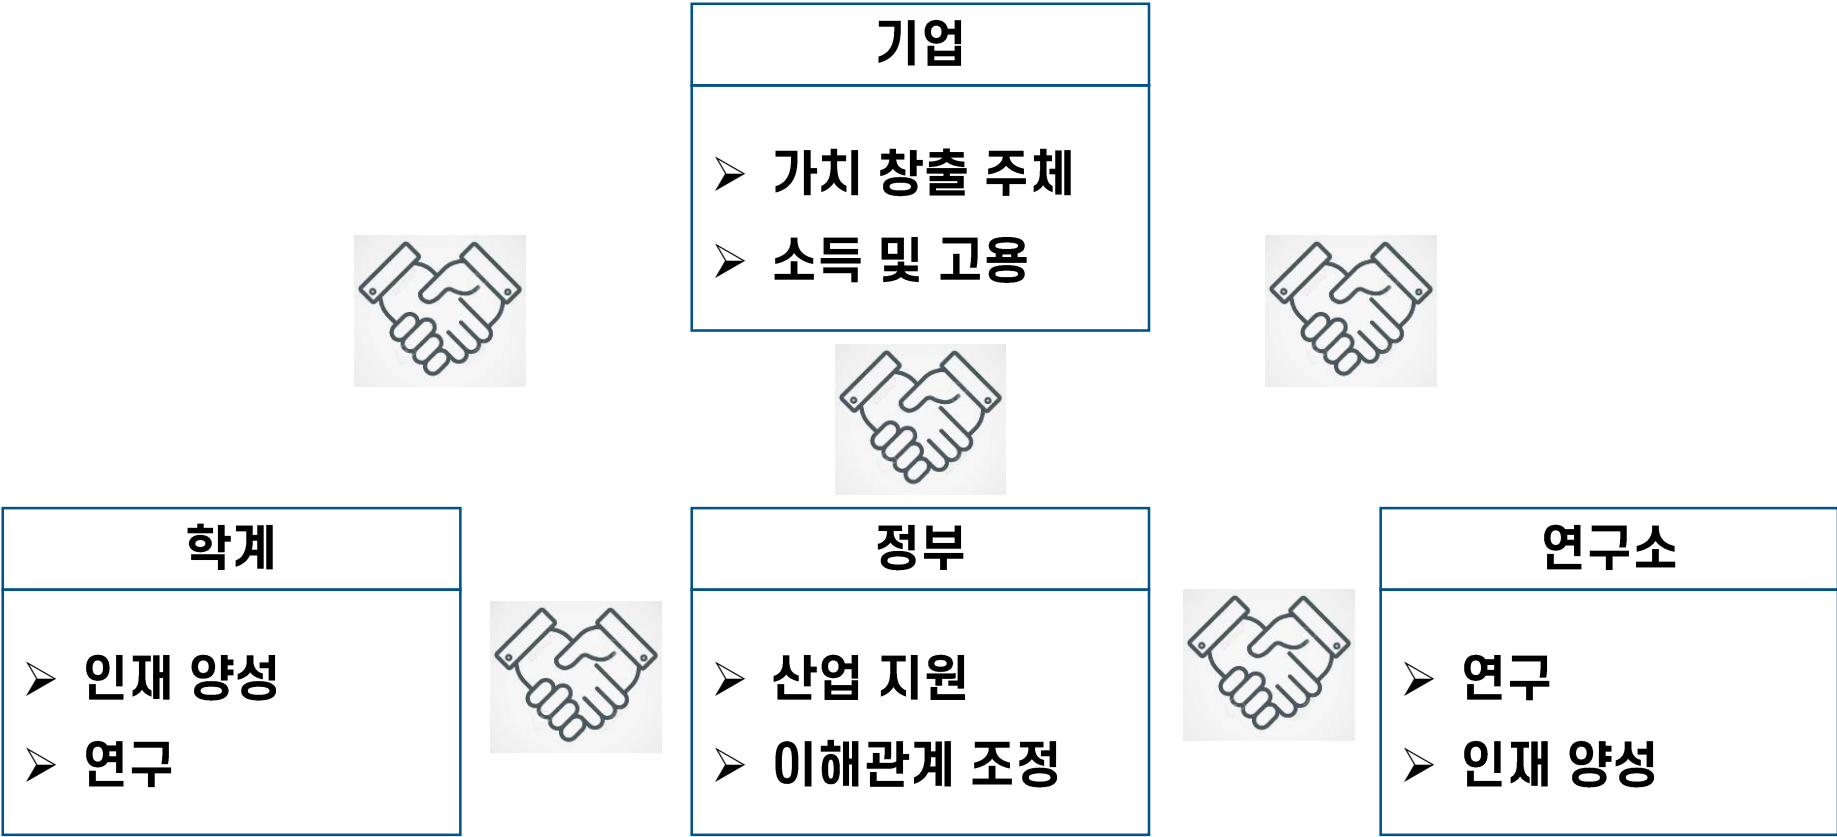 기업
가치 창출 주체
소득 및 고용
학계
인재 양성
연구
정부
산업 지원
이해관계 조정
연구소
연구
인재 양성